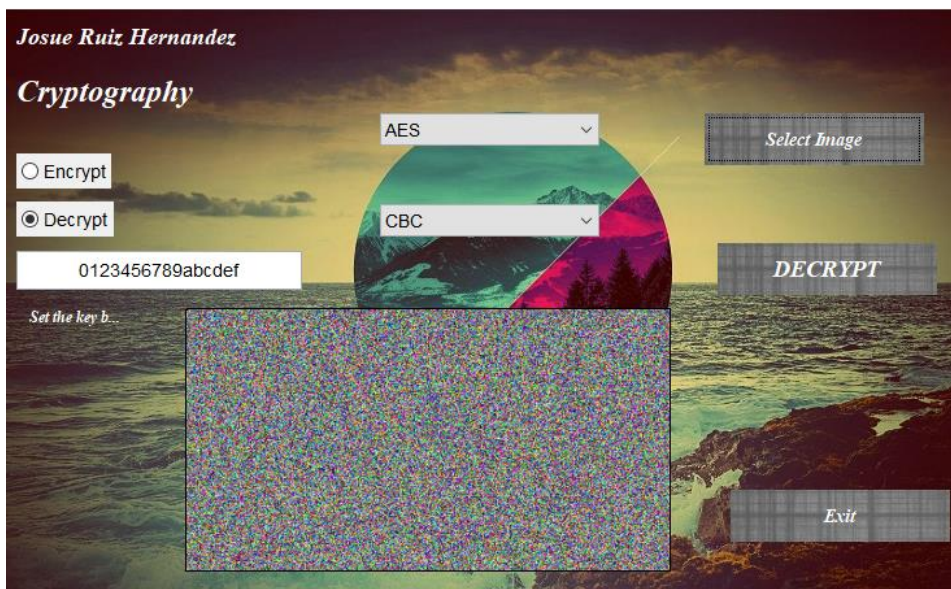 Josue Ruiz Hernandez
Cryptography
AES
Select Image
Encrypt
Decrypt
CBC
0123456789abcdef
DECRYPT
Set the key b...
Exit